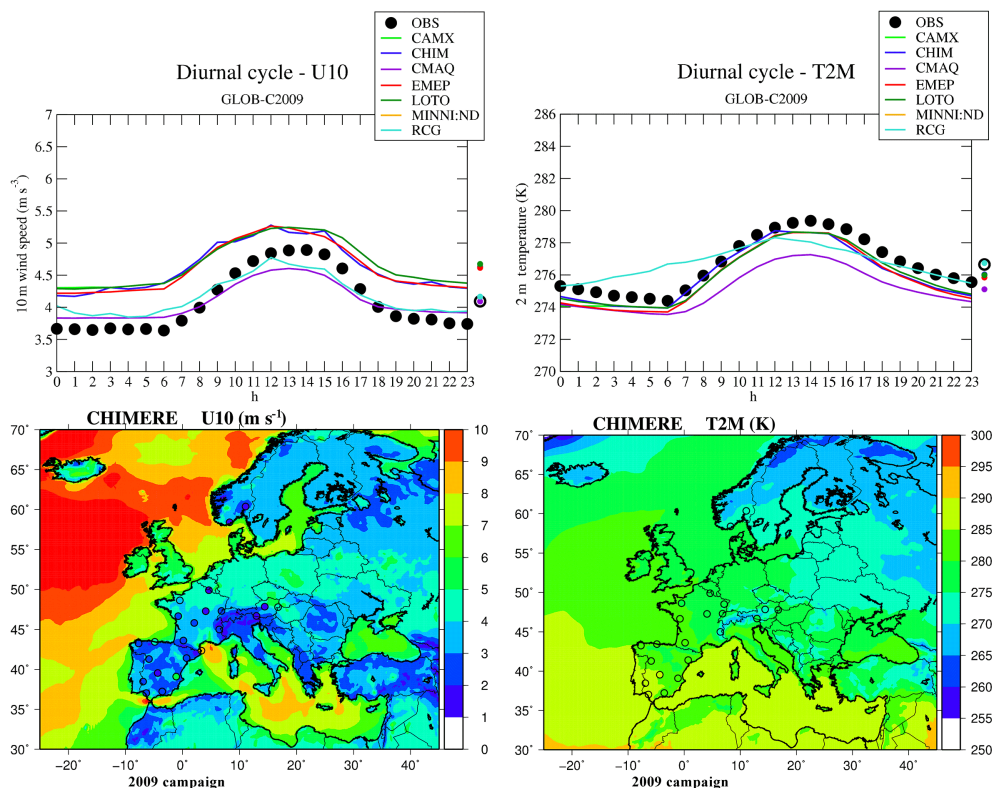 OBS
CAMX
CHIM
CMAQ
EMEP
LOTO
MINNI:ND
RCG
Diurnal cycle - U10
GLOB-C2009
10 m wind speed (m s⁻³)
7
6.5
6
5.5
5
4.5
4
3.5
3
0 1 2 3 4 5 6 7 8 9 10 11 12 13 14 15 16 17 18 19 20 21 22 23
h
OBS
CAMX
CHIM
CMAQ
EMEP
LOTO
MINNI:ND
RCG
Diurnal cycle - T2M
GLOB-C2009
2 m temperature (K)
286
284
282
280
278
276
274
272
270
0 1 2 3 4 5 6 7 8 9 10 11 12 13 14 15 16 17 18 19 20 21 22 23
h
CHIMERE U10 (m s⁻¹)
70˚
65˚
60˚
55˚
50˚
45˚
40˚
35˚
30˚
−20˚ −10˚ 0˚ 10˚ 20˚ 30˚ 40˚
10
9
8
7
6
5
4
3
2
1
0
2009 campaign
CHIMERE T2M (K)
70˚
65˚
60˚
55˚
50˚
45˚
40˚
35˚
30˚
−20˚ −10˚ 0˚ 10˚ 20˚ 30˚ 40˚
300
295
290
285
280
275
270
265
260
255
250
2009 campaign